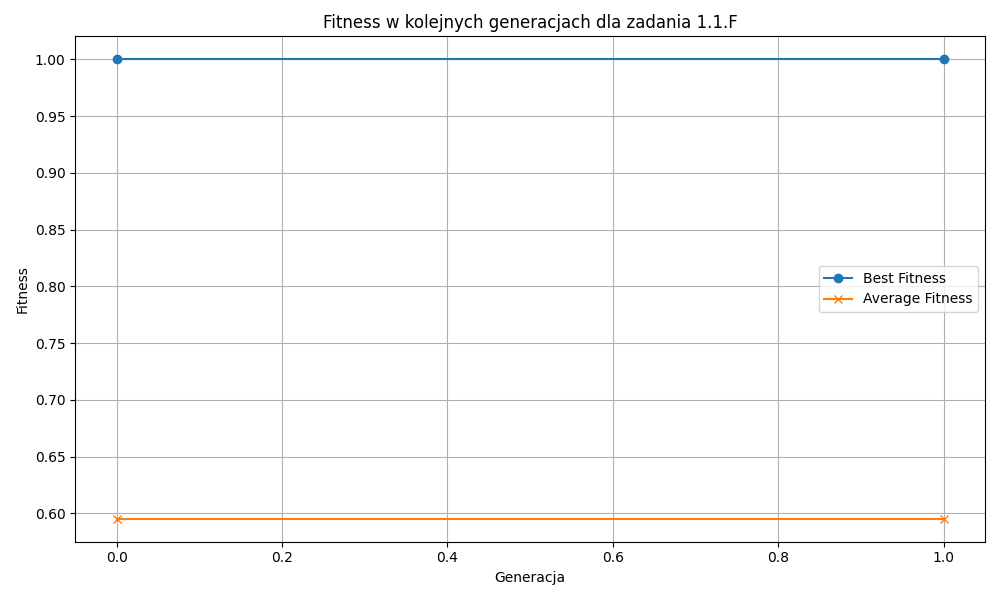 Fitness w kolejnych generacjach dla zadania 1.1.F
1.00
0.95
0.90
0.85
0.80
0.75
0.70
0.65
0.60
Fitness
Best Fitness
Average Fitness
0.0 0.2 0.4 0.6 0.8 1.0
Generacja